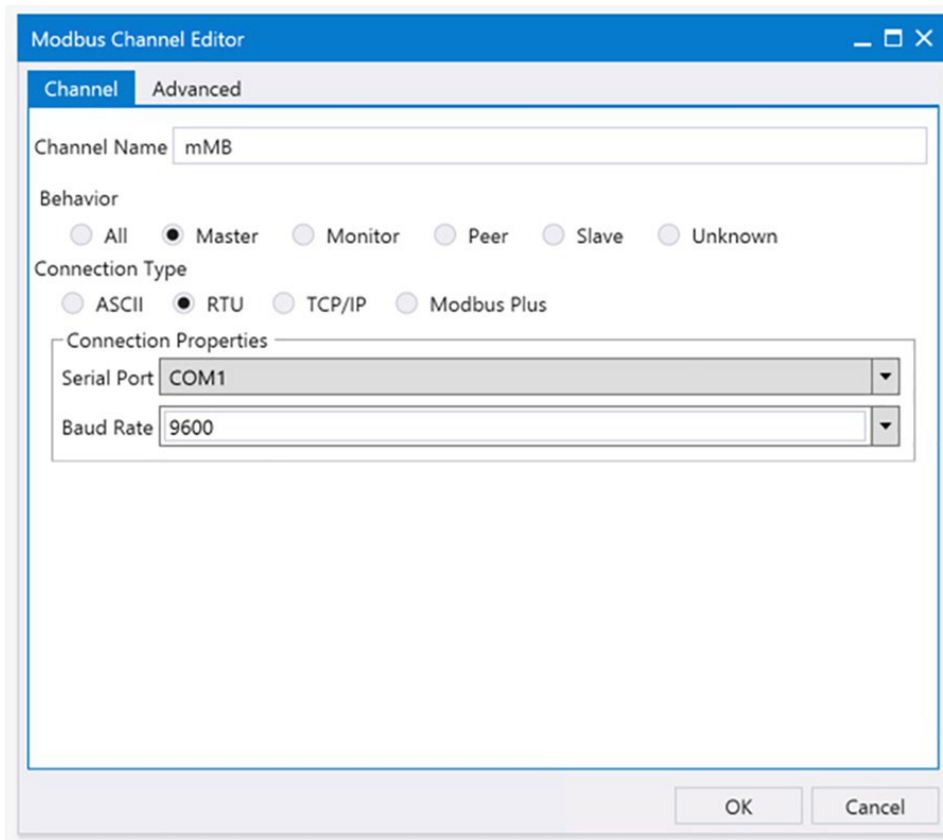 Modbus Channel Editor
Channel Advanced
Channel Name mMB
Behavior
All Master Monitor Peer Slave Unknown
Connection Type
ASCII RTU TCP/IP Modbus Plus
Connection Properties
Serial Port COM1
Baud Rate 9600
OK Cancel